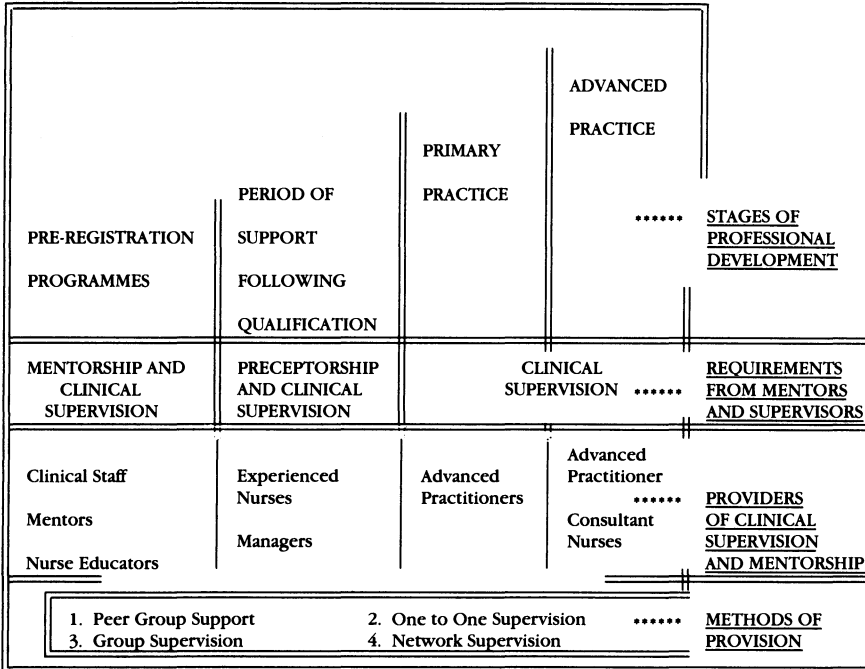 ADVANCED
PRACTICE
PRIMARY
PRACTICE
PERIOD OF
SUPPORT
FOLLOWING
QUALIFICATION
PRE-REGISTRATION
PROGRAMMES
****** STAGES OF
PROFESSIONAL
DEVELOPMENT
MENTORSHIP AND
CLINICAL
SUPERVISION
PRECEPTORSHIP
AND CLINICAL
SUPERVISION
CLINICAL
SUPERVISION
****** REQUIREMENTS
FROM MENTORS
AND SUPERVISORS
Clinical Staff
Mentors
Nurse Educators
Experienced
Nurses
Managers
Advanced
Practitioners
Advanced
Practitioner
Consultant
Nurses
****** PROVIDERS
OF CLINICAL
SUPERVISION
AND MENTORSHIP
1. Peer Group Support
2. One to One Supervision
3. Group Supervision
4. Network Supervision
****** METHODS OF
PROVISION